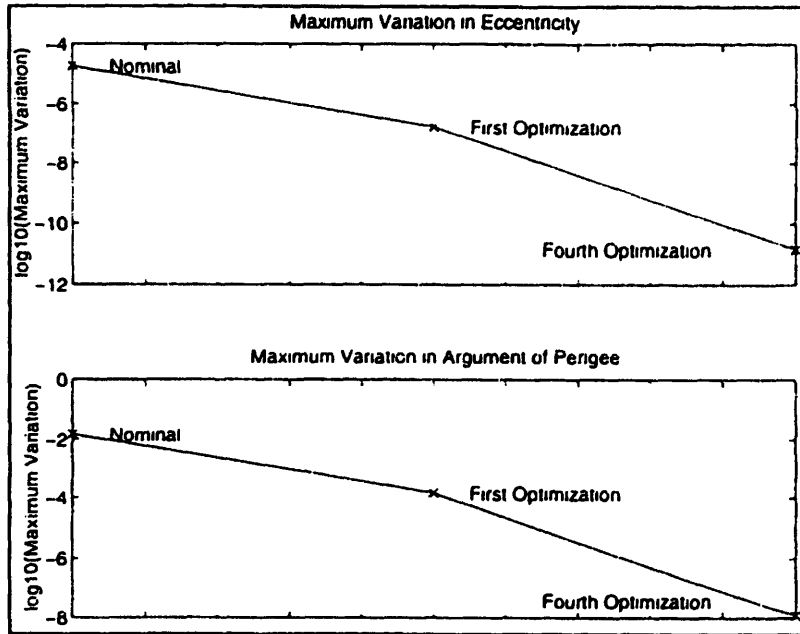 Maximum Variation in Eccentricity
-4
Nominal
-6
First Optimization
-8
-10
Fourth Optimization
-12
log10(Maximum Variation)
Maximum Variation in Argument of Perigee
0
-2
Nominal
-4
First Optimization
-6
Fourth Optimization
-8
log10(Maximum Variation)